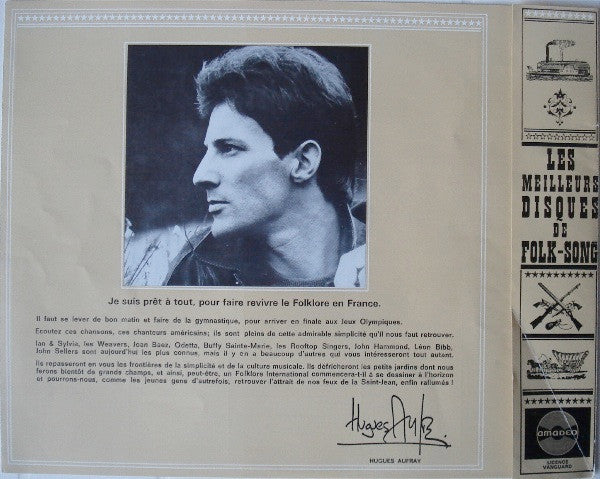 Je suis prêt à tout, pour faire revivre le Folklore en France.
Il faut se lever de bon matin et faire de la gymnastique, pour arriver en finale aux Jeux Olympiques.
Ecoutez ces chansons, ces chanteurs américains; ils sont pleins de cette admirable simplicité qu'il nous faut retrouver.
Ian & Sylvia, les Weavers, Joan Baez, Odetta, Buffy Sainte-Marie, les Rooftop Singers, John Hammond, Léon Bibb,
John Sellers sont aujourd'hui les plus connus, mais il y en a beaucoup d'autres qui vous intéresseront tout autant.
Ils repasseront en vous les frontières de la simplicité et de la culture musicale. Ils défricheront les petits jardins dont nous
ferons bientôt de grands champs, et ainsi, peut-être, un Folklore International commencera-t-il à se dessiner à l'horizon
et pourrons-nous, comme les jeunes gens d'autrefois, retrouver l'attrait de nos feux de la Saint-Jean, enfin rallumés !
Hugues Aufray
HUGUES AUFRAY
LES
MEILLEURS
DISQUES
DE
FOLK-SONG
amadeo
LICENCE
VANGUARD